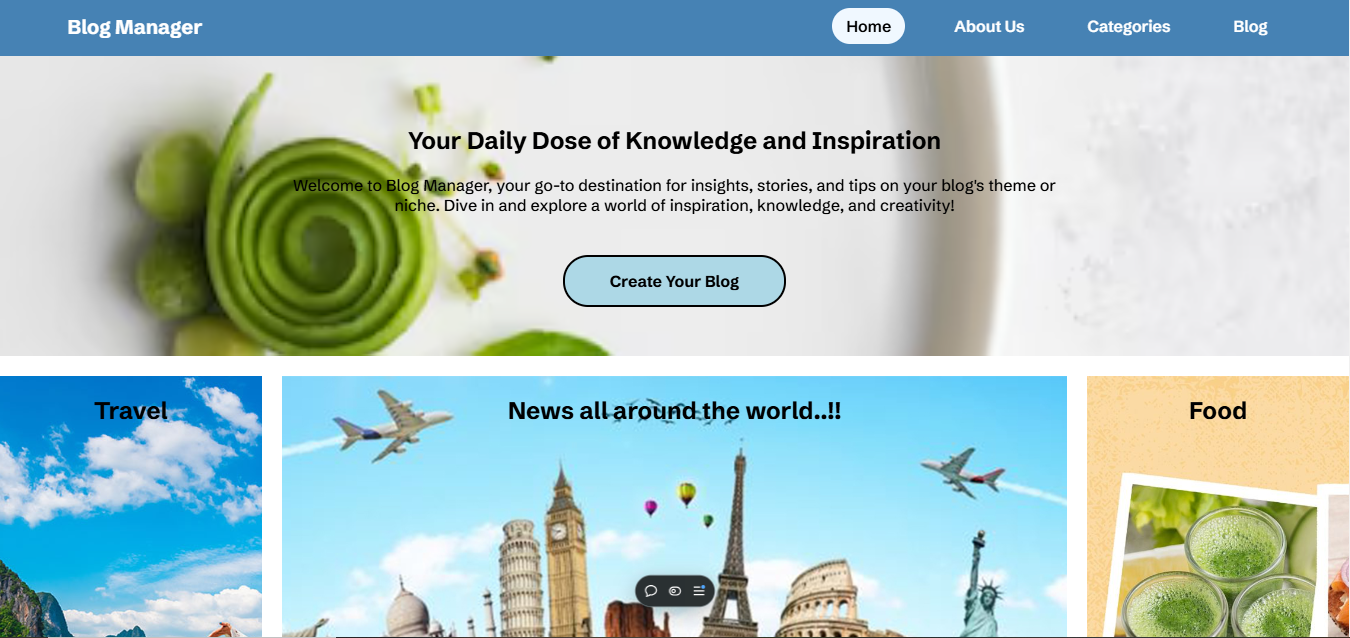 Blog Manager
Home
About Us
Categories
Blog
Your Daily Dose of Knowledge and Inspiration
Welcome to Blog Manager, your go-to destination for insights, stories, and tips on your blog's theme or
niche. Dive in and explore a world of inspiration, knowledge, and creativity!
Create Your Blog
Travel
News all around the world..!!
Food